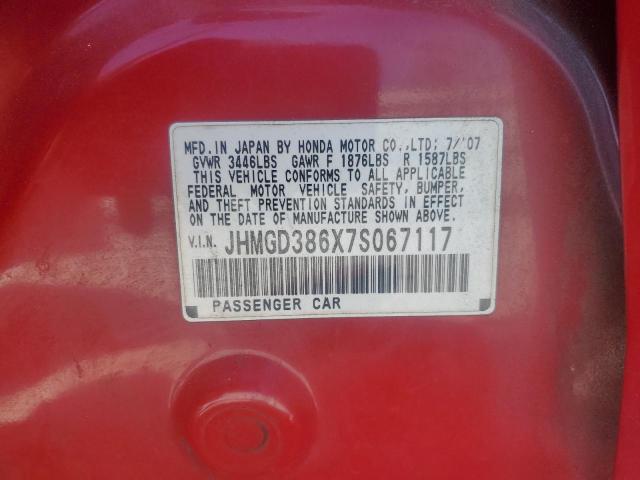 MFD.IN JAPAN BY HONDA MOTOR CO.,LTD; 7/'07
GVWR 3446LBS GAWR F 1876LBS R 1587LBS
THIS VEHICLE CONFORMS TO ALL APPLICABLE
FEDERAL MOTOR VEHICLE SAFETY, BUMPER,
AND THEFT PREVENTION STANDARDS IN EFFECT
ON THE DATE OF MANUFACTURE SHOWN ABOVE.
V.I.N. JHMGD386X7S067117
PASSENGER CAR